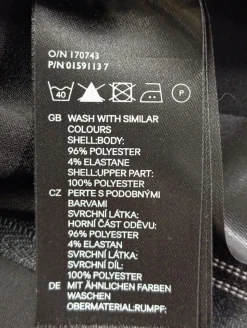 O/N 170743
P/N 0159113 7
40 P
GB WASH WITH SIMILAR
COLOURS
SHELL:BODY:
96% POLYESTER
4% ELASTANE
SHELL:UPPER PART:
100% POLYESTER
CZ PERTE S PODOBNÝMI
BARVAMI
SVRCHNÍ LÁTKA:
HORNÍ ČÁST ODĚVU:
96% POLYESTER
4% ELASTAN
SVRCHNÍ LÁTKA:
SVRCHNÍ DÍL:
100% POLYESTER
DE MIT ÄHNLICHEN FARBEN
WASCHEN
OBERMATERIAL:RUMPF: